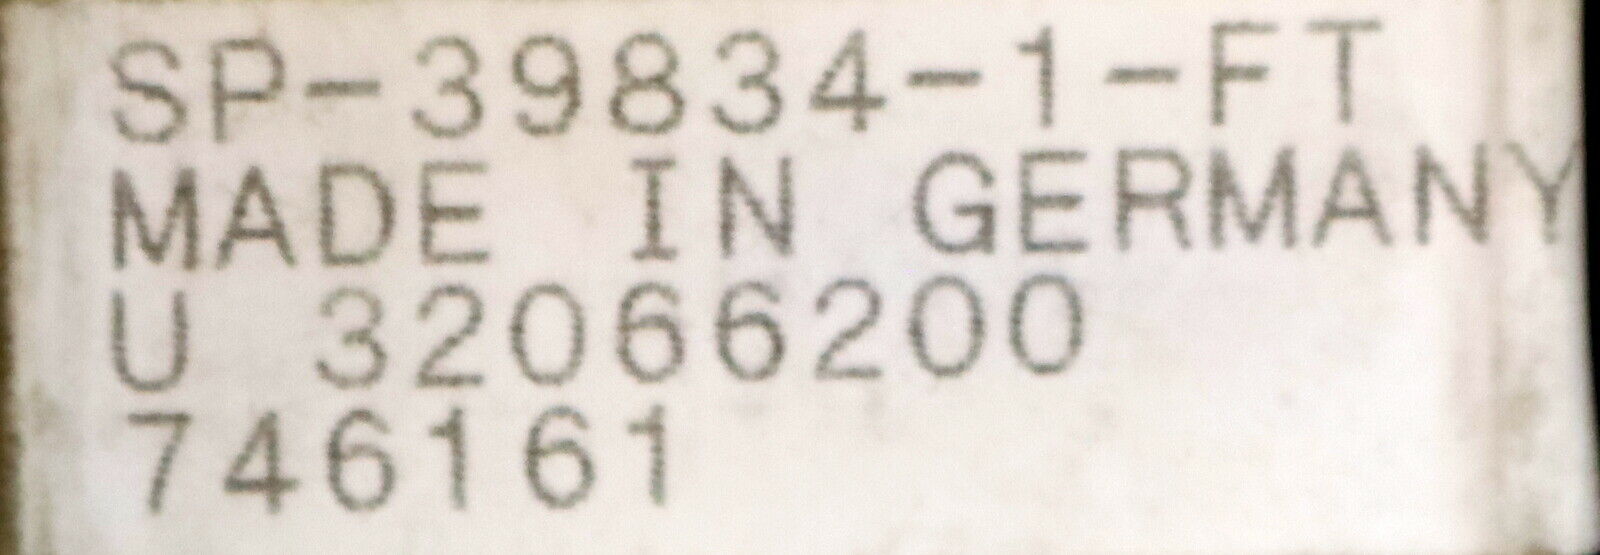 SP-39834-1-FT
MADE IN GERMANY
U 32066200
746161